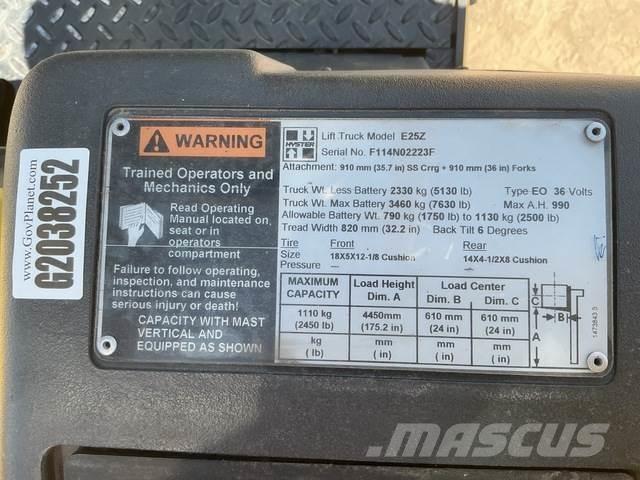 www.GovPlanet.com
G2038252
WARNING
Trained Operators and
Mechanics Only
Read Operating
Manual located on,
seat or in
operators
compartment
Failure to follow operating,
inspection, and maintenance
instructions can cause
serious injury or death!
CAPACITY WITH MAST
VERTICAL AND
EQUIPPED AS SHOWN
HYSTER
Lift Truck Model E25Z
Serial No. F114N02223F
Attachment: 910 mm (35.7 in) SS Crrg + 910 mm (36 in) Forks
Truck Wt. Less Battery 2330 kg (5130 lb) Type-EO 36 Volts
Truck Wt. Max Battery 3460 kg (7630 lb) Max A.H. 990
Allowable Battery Wt. 790 kg (1750 lb) to 1130 kg (2500 lb)
Tread Width 820 mm (32.2 in) Back Tilt 6 Degrees
Tire Front Rear
Size 18X5X12-1/8 Cushion 14X4-1/2X8 Cushion
Pressure — —
MAXIMUM CAPACITY Load Height Dim. A Load Center Dim. B Dim. C
1110 kg 4450mm 610 mm 610 mm
(2450 lb) (175.2 in) (24 in) (24 in)
kg mm mm mm
( lb) ( in) ( in) ( in)
C
B
A
1473843 3
MASCUS